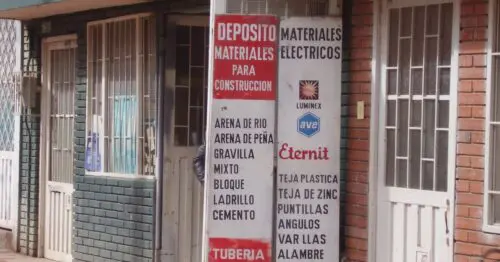 DEPOSITO
MATERIALES
PARA
CONSTRUCCION
ARENA DE RIO
ARENA DE PEÑA
GRAVILLA
MIXTO
BLOQUE
LADRILLO
CEMENTO
TUBERIA
MATERIALES
ELECTRICOS
LUMINEX
ave
Eternit
TEJA PLASTICA
TEJA DE ZINC
PUNTILLAS
ANGULOS
VAR LLAS
ALAMBRE